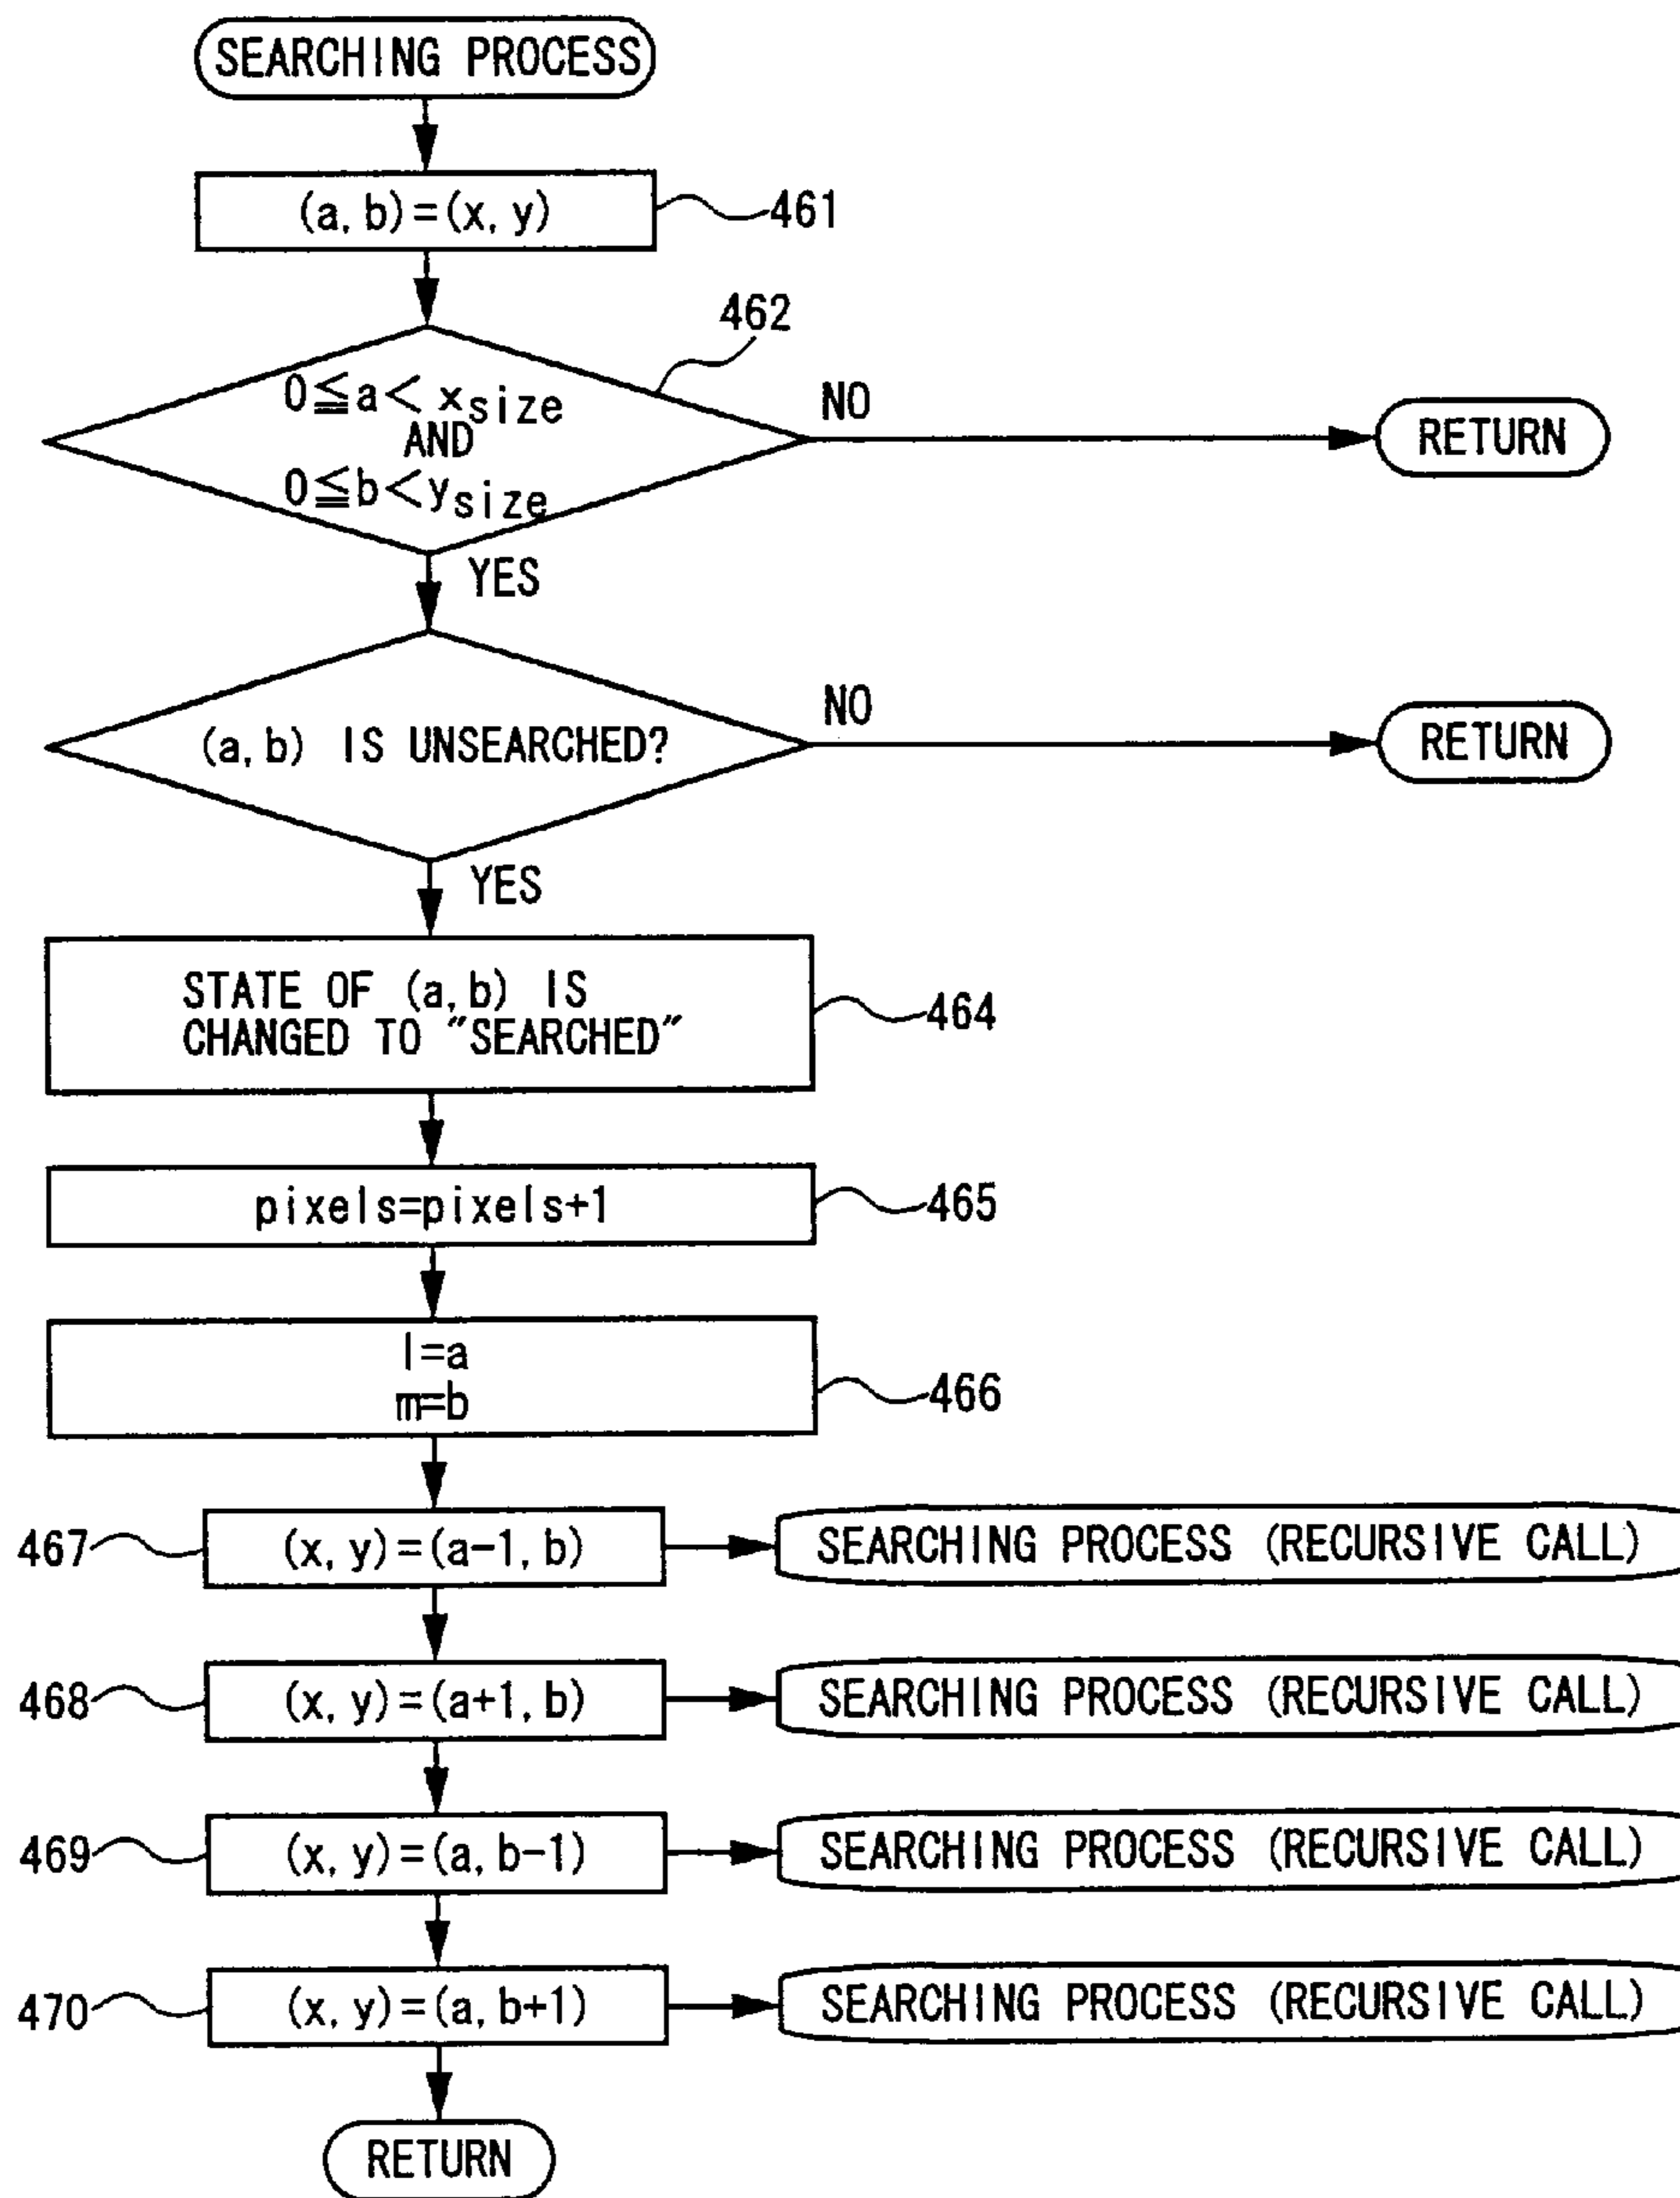 SEARCHING PROCESS
(a, b)=(x, y)
461
462
0≦a< xsize
AND
0≦b<ysize
NO
RETURN
YES
(a, b) IS UNSEARCHED?
NO
RETURN
YES
STATE OF (a, b) IS
CHANGED TO "SEARCHED"
464
pixels=pixels+1
465
l=a
m=b
466
467
(x, y)=(a-1, b)
SEARCHING PROCESS (RECURSIVE CALL)
468
(x, y)=(a+1, b)
SEARCHING PROCESS (RECURSIVE CALL)
469
(x, y)=(a, b-1)
SEARCHING PROCESS (RECURSIVE CALL)
470
(x, y)=(a, b+1)
SEARCHING PROCESS (RECURSIVE CALL)
RETURN